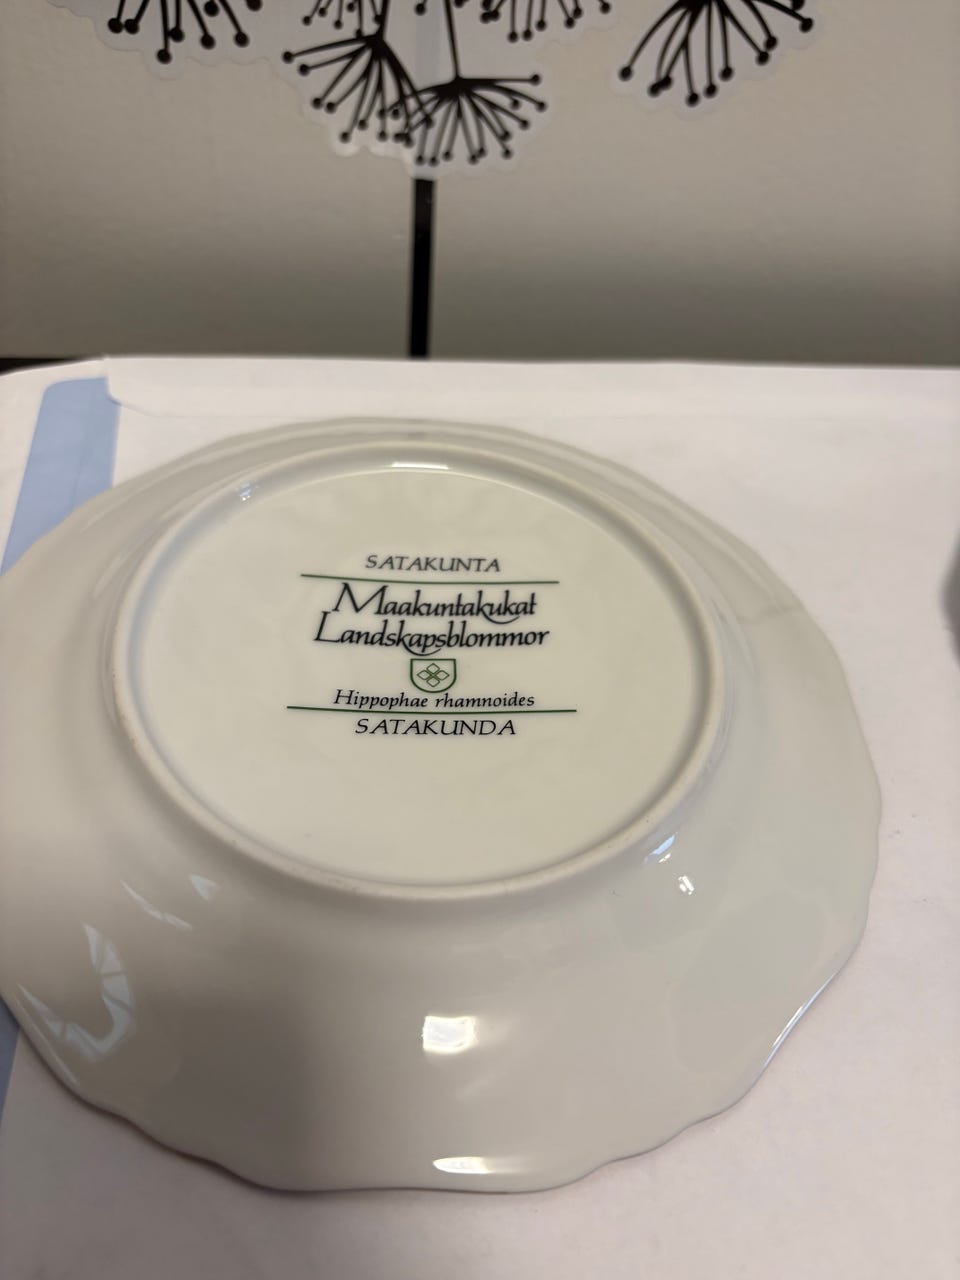 SATAKUNTA
Maakuntakukat
Landskapsblommor
Hippophae rhamnoides
SATAKUNDA